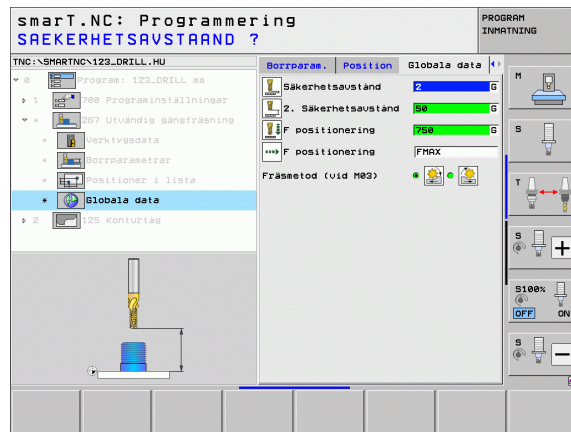 smarT.NC: Programmering
SAEKERHETSAVSTAAND ?
PROGRAM
INMATNING
TNC:\SMARTNC\123_DRILL.HU
0 Program: 123_DRILL mm
1 700 Programinställningar
* 267 Utvändig gängfräsning
* Verktygsdata
* Borrparametrar
* Positioner i lista
* Globala data
2 125 Konturtåg
Borrparam. Position Globala data
Säkerhetsavstånd 2 G
2. Säkerhetsavstånd 50 G
F positionering 750 G
F positionering FMAX
Fräsmetod (vid M03)
M
S
T
S
+
S100%
OFF ON
S
-